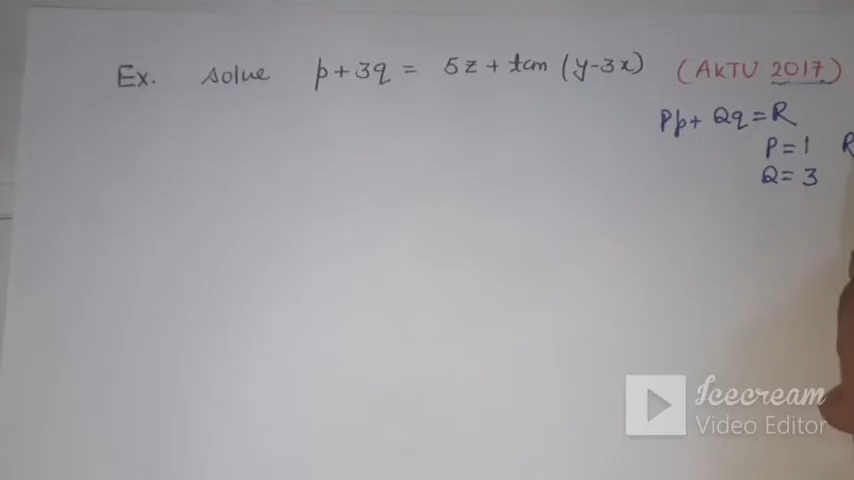 Ex. solve p+3q = 5z + tan (y-3x) (AKTU 2017)
Pp+ Qq = R
P = 1 R
Q = 3
Icecream
Video Editor